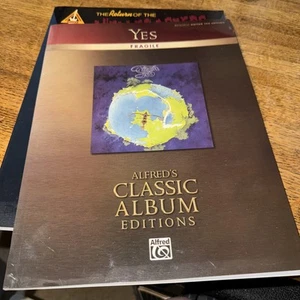 THE Return OF THE
YES
FRAGILE
ALFRED'S
CLASSIC
ALBUM
EDITIONS
Alfred